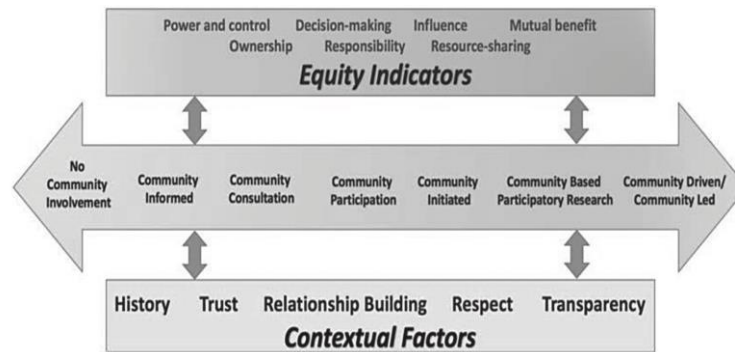 Power and control Decision-making Influence Mutual benefit
Ownership Responsibility Resource-sharing
Equity Indicators
No
Community
Involvement
Community
Informed
Community
Consultation
Community
Participation
Community
Initiated
Community Based
Participatory Research
Community Driven/
Community Led
History Trust Relationship Building Respect Transparency
Contextual Factors